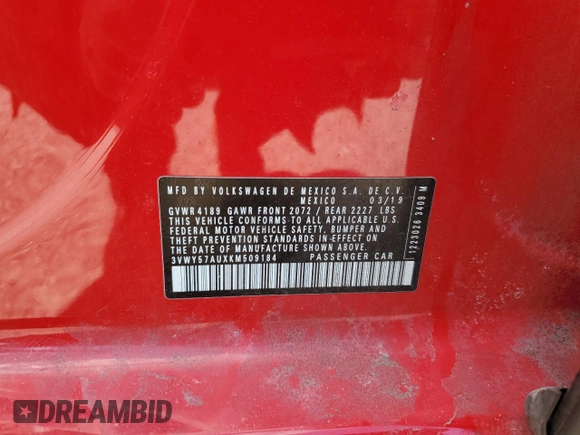 MFD BY VOLKSWAGEN DE MEXICO S.A. DE C.V.
MEXICO 03/19
GVWR 4189 GAWR FRONT 2072 / REAR 2227 LBS
THIS VEHICLE CONFORMS TO ALL APPLICABLE U.S.
FEDERAL MOTOR VEHICLE SAFETY, BUMPER AND
THEFT PREVENTION STANDARDS IN EFFECT ON
THE DATE OF MANUFACTURE SHOWN ABOVE.
3VWY57AUXKM509184 PASSENGER CAR
1223026 3409 M
DREAMBID